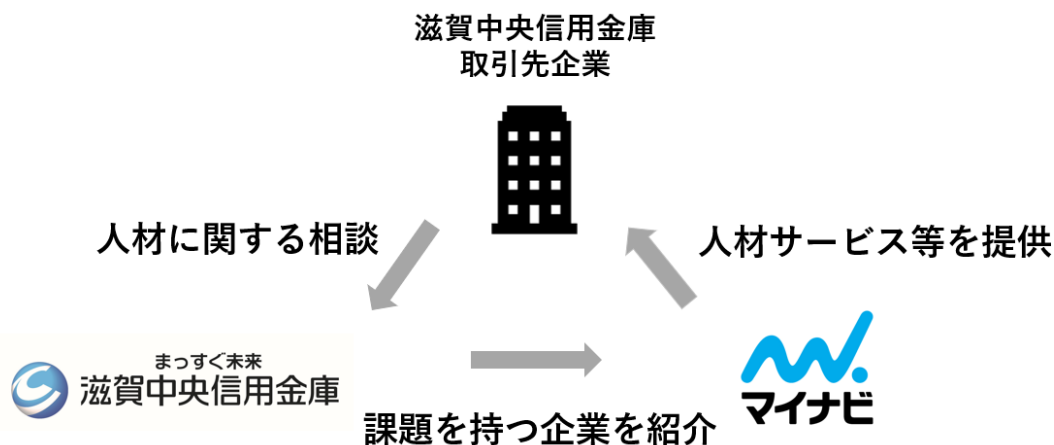 滋賀中央信用金庫
取引先企業
人材に関する相談
人材サービス等を提供
まっすぐ未来
滋賀中央信用金庫
マイナビ
課題を持つ企業を紹介